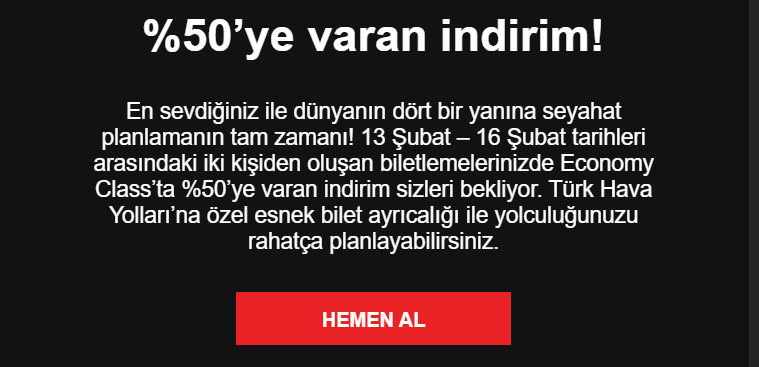 %50’ye varan indirim!
En sevdiğiniz ile dünyanın dört bir yanına seyahat
planlamanın tam zamanı! 13 Şubat – 16 Şubat tarihleri
arasındaki iki kişiden oluşan biletlemelerinizde Economy
Class’ta %50’ye varan indirim sizleri bekliyor. Türk Hava
Yolları’na özel esnek bilet ayrıcalığı ile yolculuğunuzu
rahatça planlayabilirsiniz.
HEMEN AL